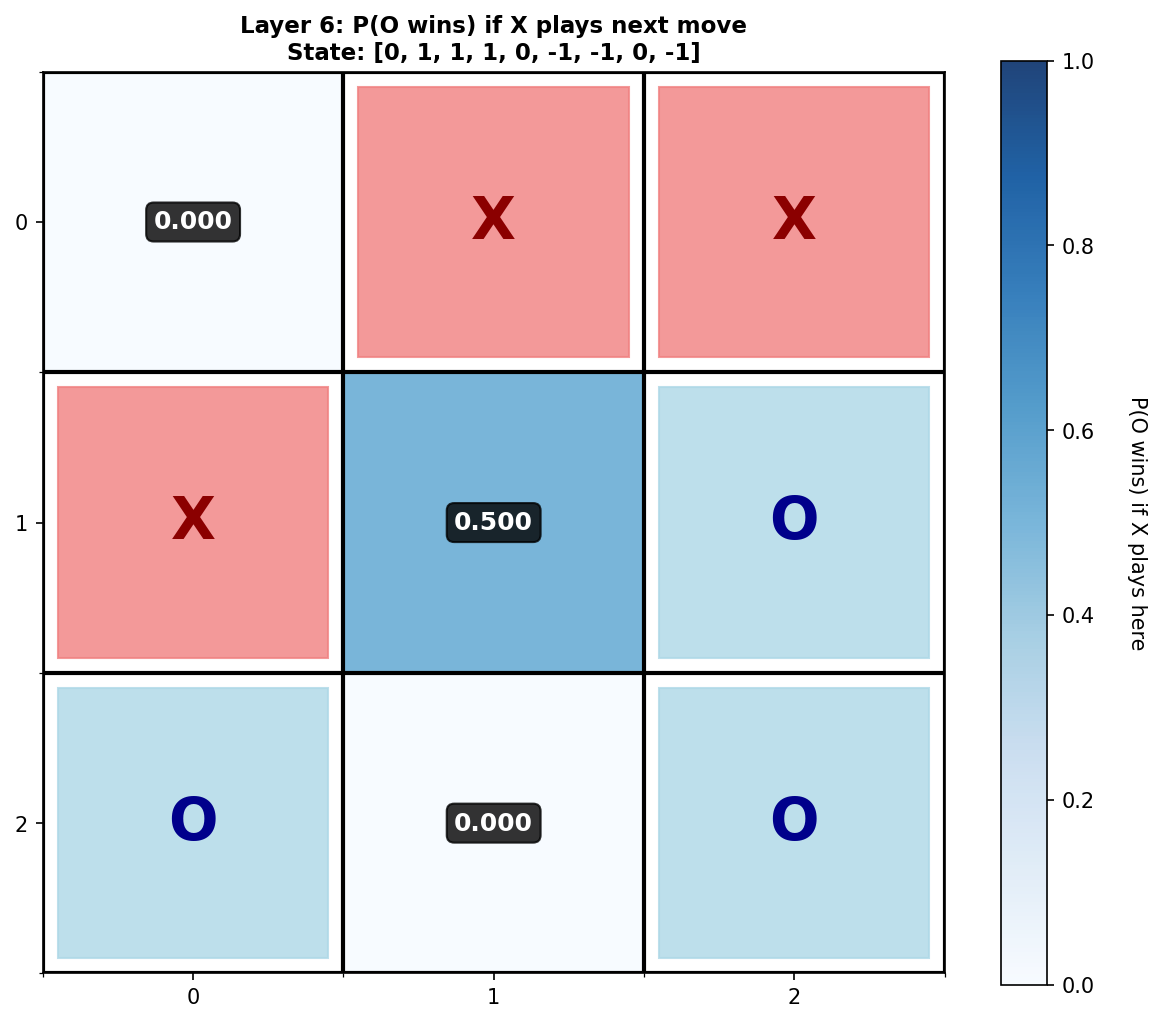 Layer 6: P(O wins) if X plays next move
State: [0, 1, 1, 1, 0, -1, -1, 0, -1]
0
0.000
X
X
1
X
0.500
O
2
O
0.000
O
0
1
2
1.0
0.8
0.6
0.4
0.2
0.0
P(O wins) if X plays here